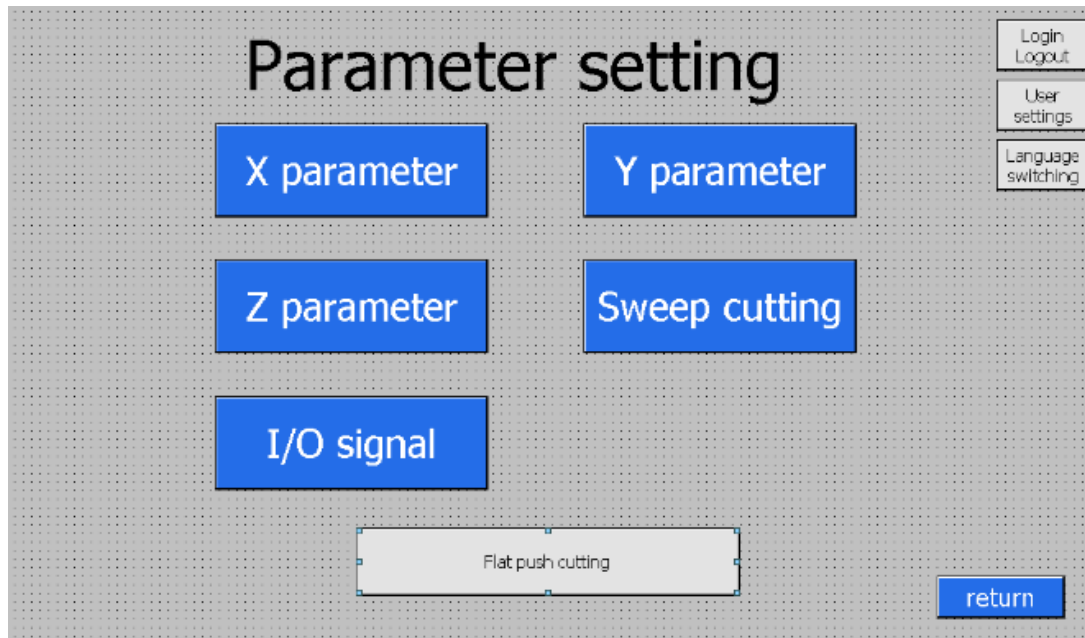 Parameter setting
Login
Logout
User
settings
Language
switching
X parameter
Y parameter
Z parameter
Sweep cutting
I/O signal
Flat push cutting
return